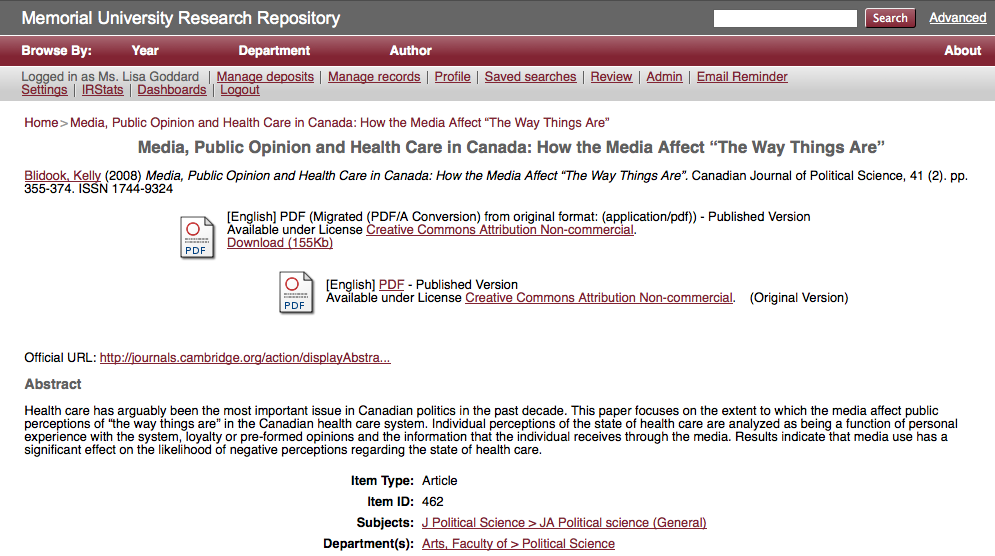 Memorial University Research Repository
Search Advanced
Browse By: Year Department Author About
Logged in as Ms. Lisa Goddard | Manage deposits | Manage records | Profile | Saved searches | Review | Admin | Email Reminder
Settings | IRStats | Dashboards | Logout
Home > Media, Public Opinion and Health Care in Canada: How the Media Affect “The Way Things Are”
Media, Public Opinion and Health Care in Canada: How the Media Affect “The Way Things Are”
Blidook, Kelly (2008) Media, Public Opinion and Health Care in Canada: How the Media Affect “The Way Things Are”. Canadian Journal of Political Science, 41 (2). pp.
355-374. ISSN 1744-9324
[English] PDF (Migrated (PDF/A Conversion) from original format: (application/pdf)) - Published Version
Available under License Creative Commons Attribution Non-commercial.
Download (155Kb)
PDF
[English] PDF - Published Version
Available under License Creative Commons Attribution Non-commercial. (Original Version)
PDF
Official URL: http://journals.cambridge.org/action/displayAbstra...
Abstract
Health care has arguably been the most important issue in Canadian politics in the past decade. This paper focuses on the extent to which the media affect public
perceptions of “the way things are” in the Canadian health care system. Individual perceptions of the state of health care are analyzed as being a function of personal
experience with the system, loyalty or pre-formed opinions and the information that the individual receives through the media. Results indicate that media use has a
significant effect on the likelihood of negative perceptions regarding the state of health care.
Item Type: Article
Item ID: 462
Subjects: J Political Science > JA Political science (General)
Department(s): Arts, Faculty of > Political Science